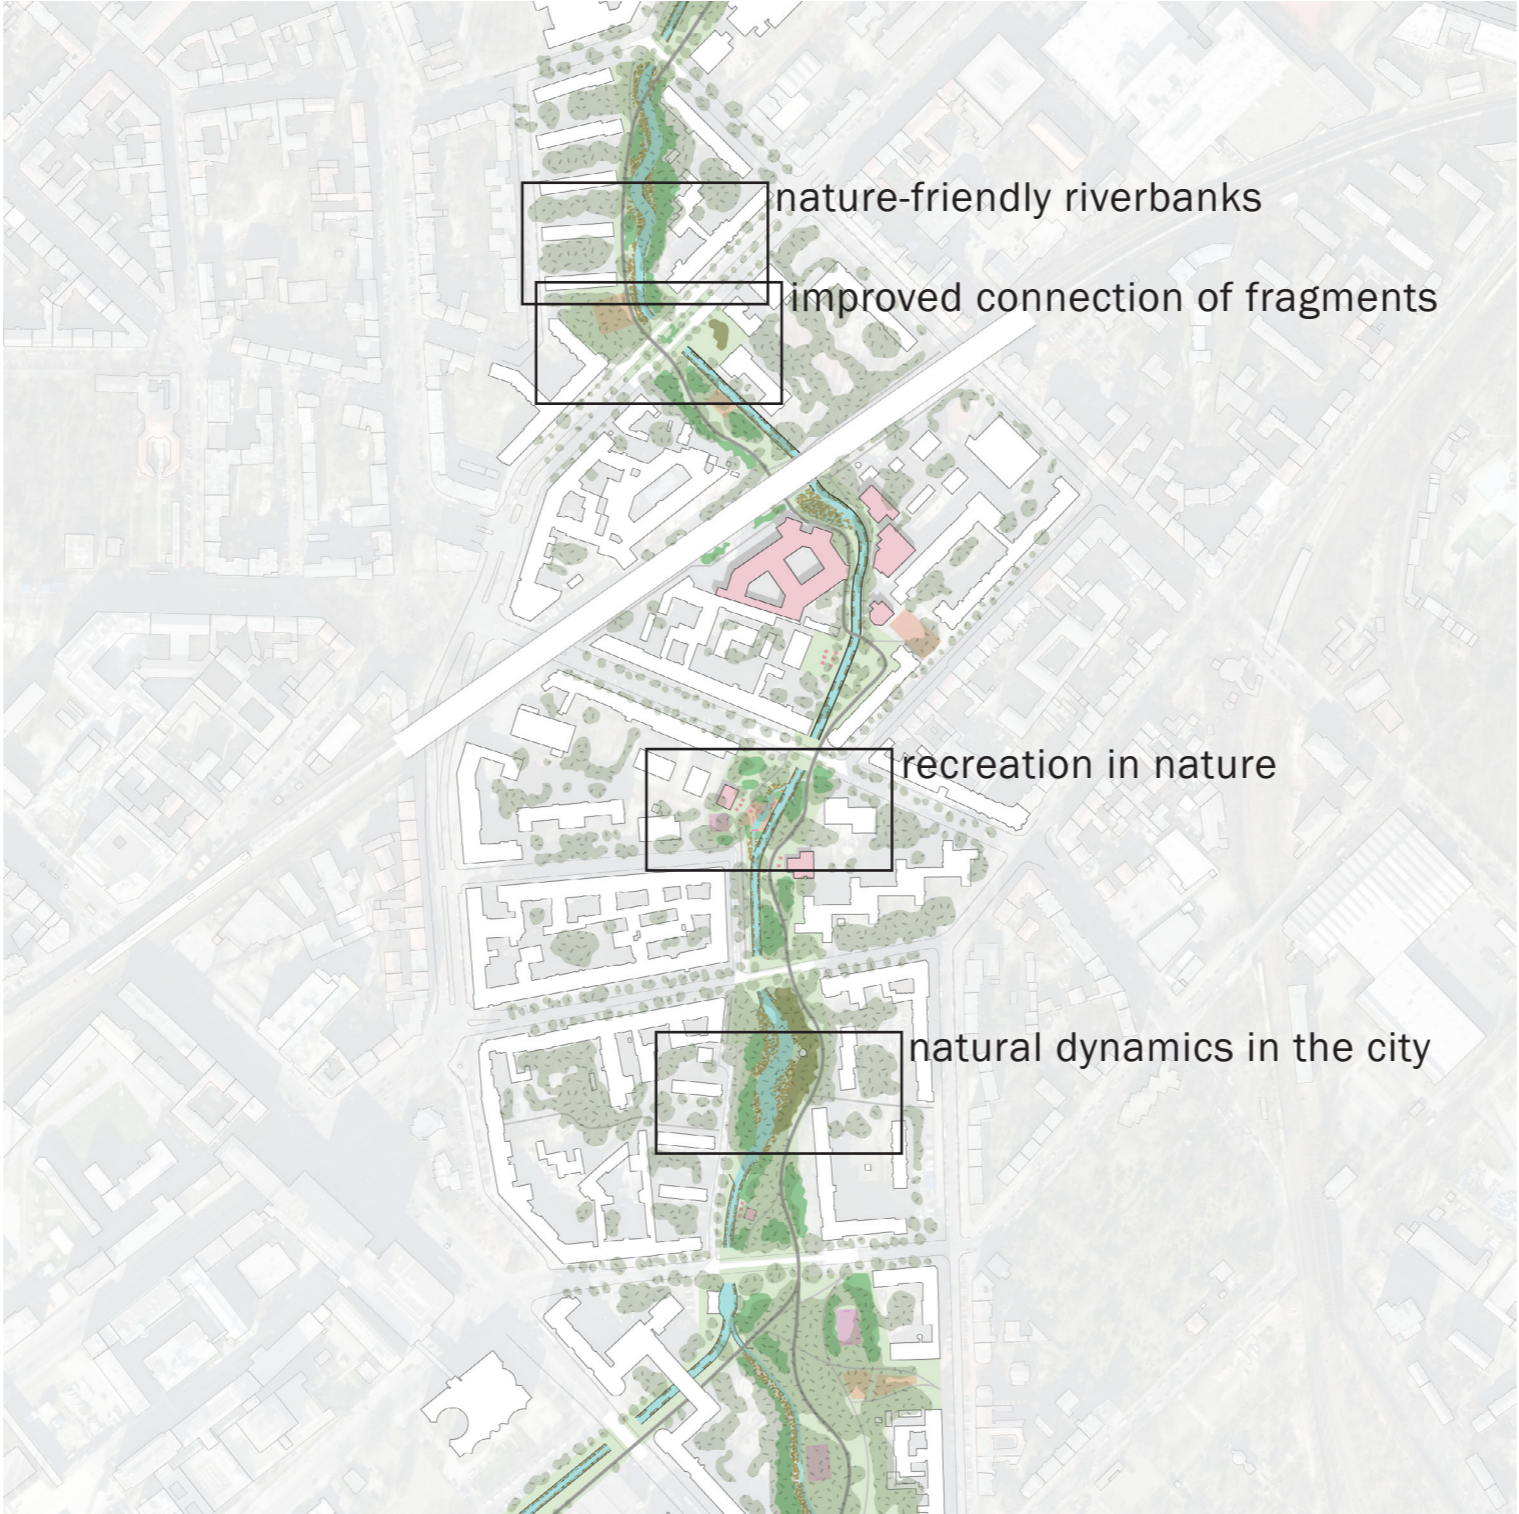 nature-friendly riverbanks
improved connection of fragments
recreation in nature
natural dynamics in the city